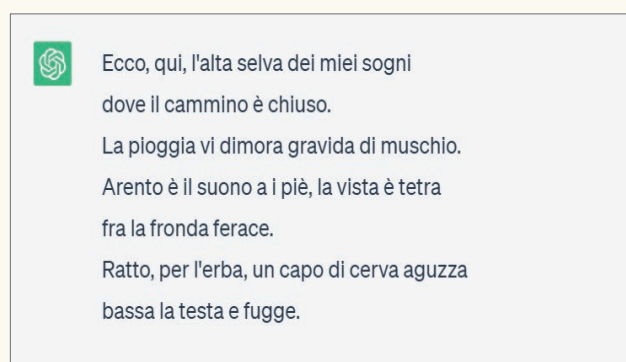 Ecco, qui, l'alta selva dei miei sogni
dove il cammino è chiuso.
La pioggia vi dimora gravida di muschio.
Arento è il suono a i piè, la vista è tetra
fra la fronda ferace.
Ratto, per l'erba, un capo di cerva aguzza
bassa la testa e fugge.